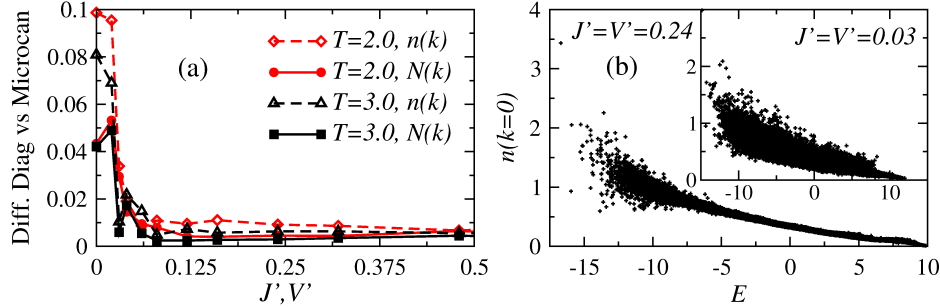 Diff. Diag vs Microcan
0.1
0.08
0.06
0.04
0.02
0
0
0.125
0.25
0.375
0.5
J',V'
(a)
T=2.0, n(k)
T=2.0, N(k)
T=3.0, n(k)
T=3.0, N(k)
n(k=0)
4
3
2
1
0
-15
-10
-5
0
5
10
E
J'=V'=0.24
(b)
J'=V'=0.03
2
1
0
-10
0
10